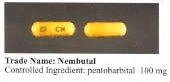 CN
Trade Name: Nembutal
Controlled Ingredient: pentobarbital 100 mg